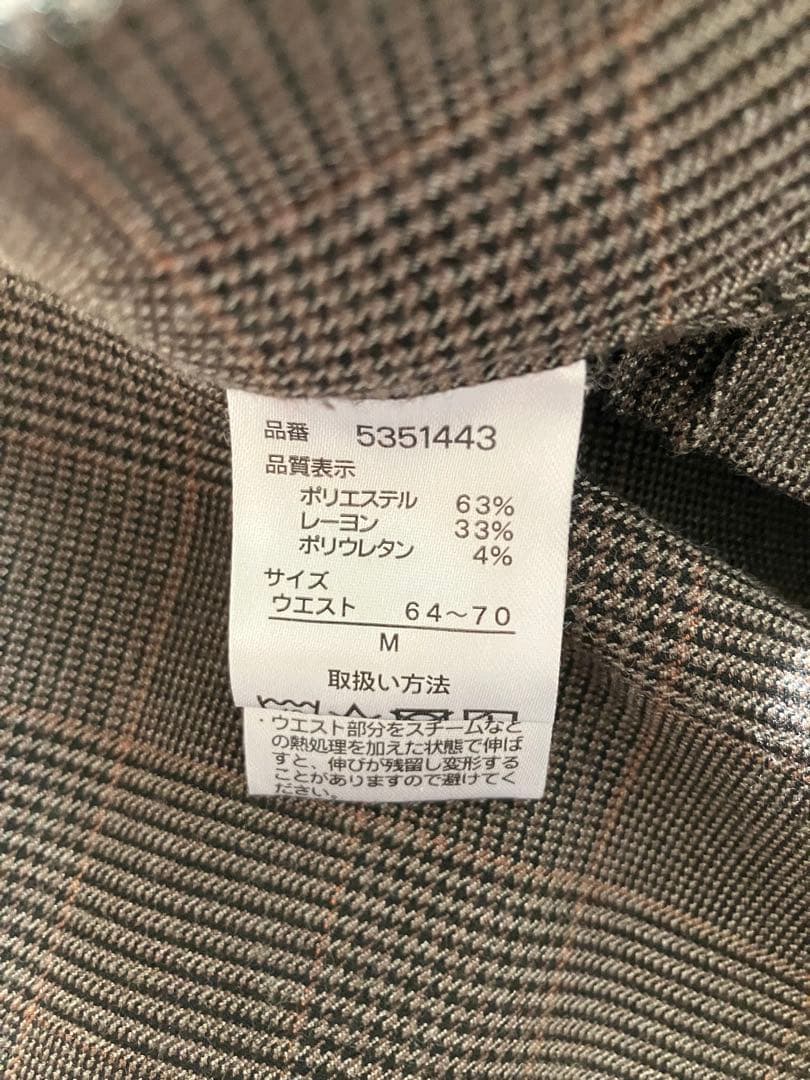 品番 5351443
品質表示
ポリエステル 63%
レーヨン 33%
ポリウレタン 4%
サイズ
ウエスト 64～70
M
取扱い方法
・ウエスト部分をスチームなど
の熱処理を加えた状態で伸ば
すと、伸びが残留し変形する
ことがありますので避けてく
ださい。